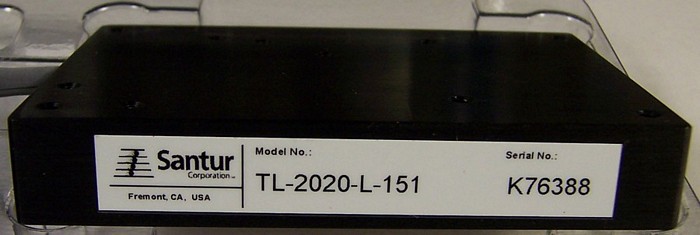 Santur
Corporation
Fremont, CA, USA
Model No.:
TL-2020-L-151
Serial No.:
K76388